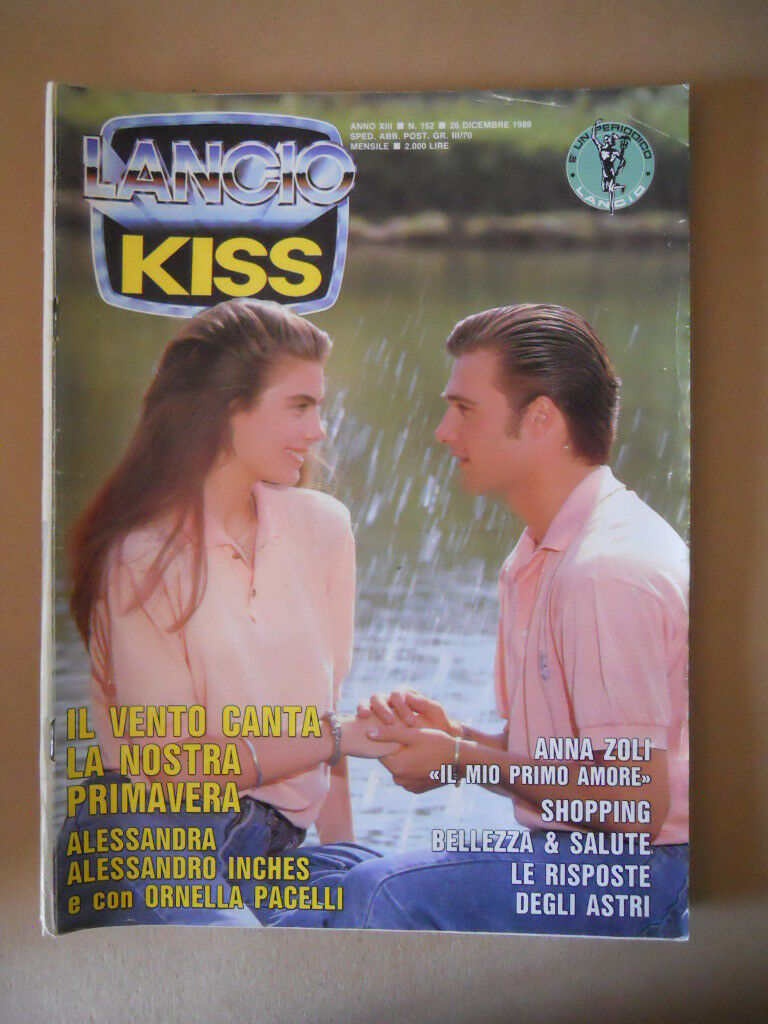 ANNO XIII ■ N. 152 ■ 26 DICEMBRE 1989
SPED. ABB. POST. GR. III/70
MENSILE ■ 2.000 LIRE
LANCIO
KISS
E' UN PERIODICO
LANCIO
IL VENTO CANTA
LA NOSTRA
PRIMAVERA
ALESSANDRA
ALESSANDRO INCHES
e con ORNELLA PACELLI
ANNA ZOLI
«IL MIO PRIMO AMORE»
SHOPPING
BELLEZZA & SALUTE
LE RISPOSTE
DEGLI ASTRI